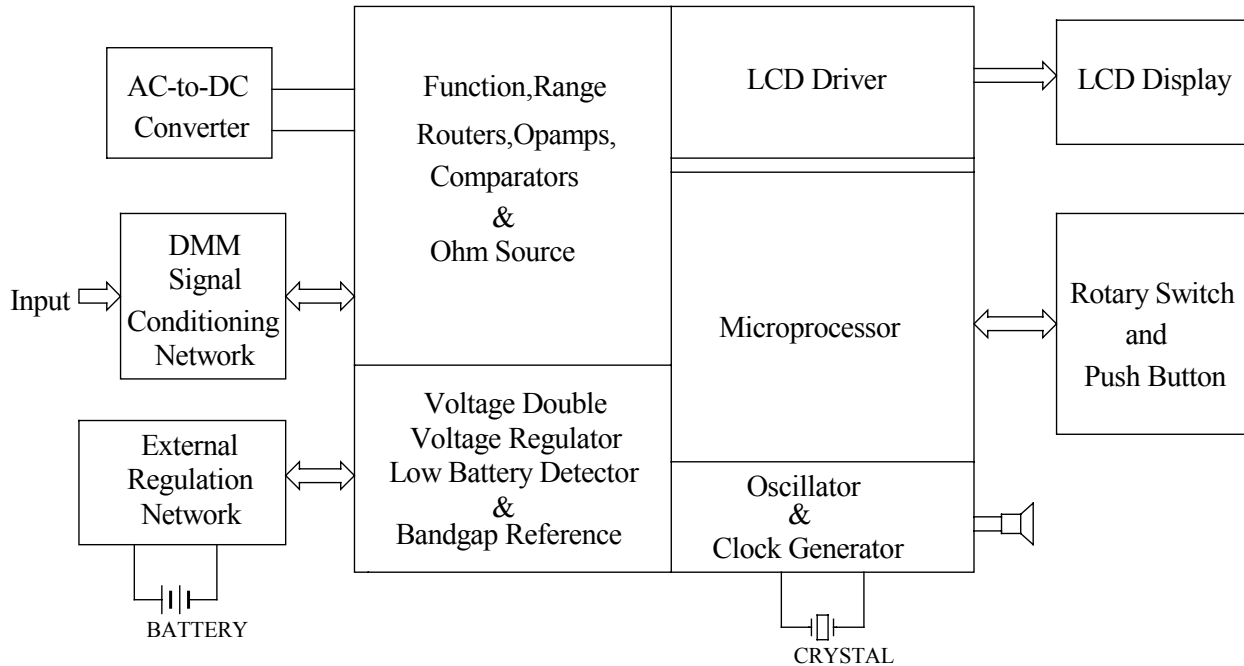 AC-to-DC
Converter
Function,Range
Routers,Opamps,
Comparators
&
Ohm Source
LCD Driver
LCD Display
Input
DMM
Signal
Conditioning
Network
Microprocessor
Rotary Switch
and
Push Button
External
Regulation
Network
Voltage Double
Voltage Regulator
Low Battery Detector
&
Bandgap Reference
Oscillator
&
Clock Generator
BATTERY
CRYSTAL